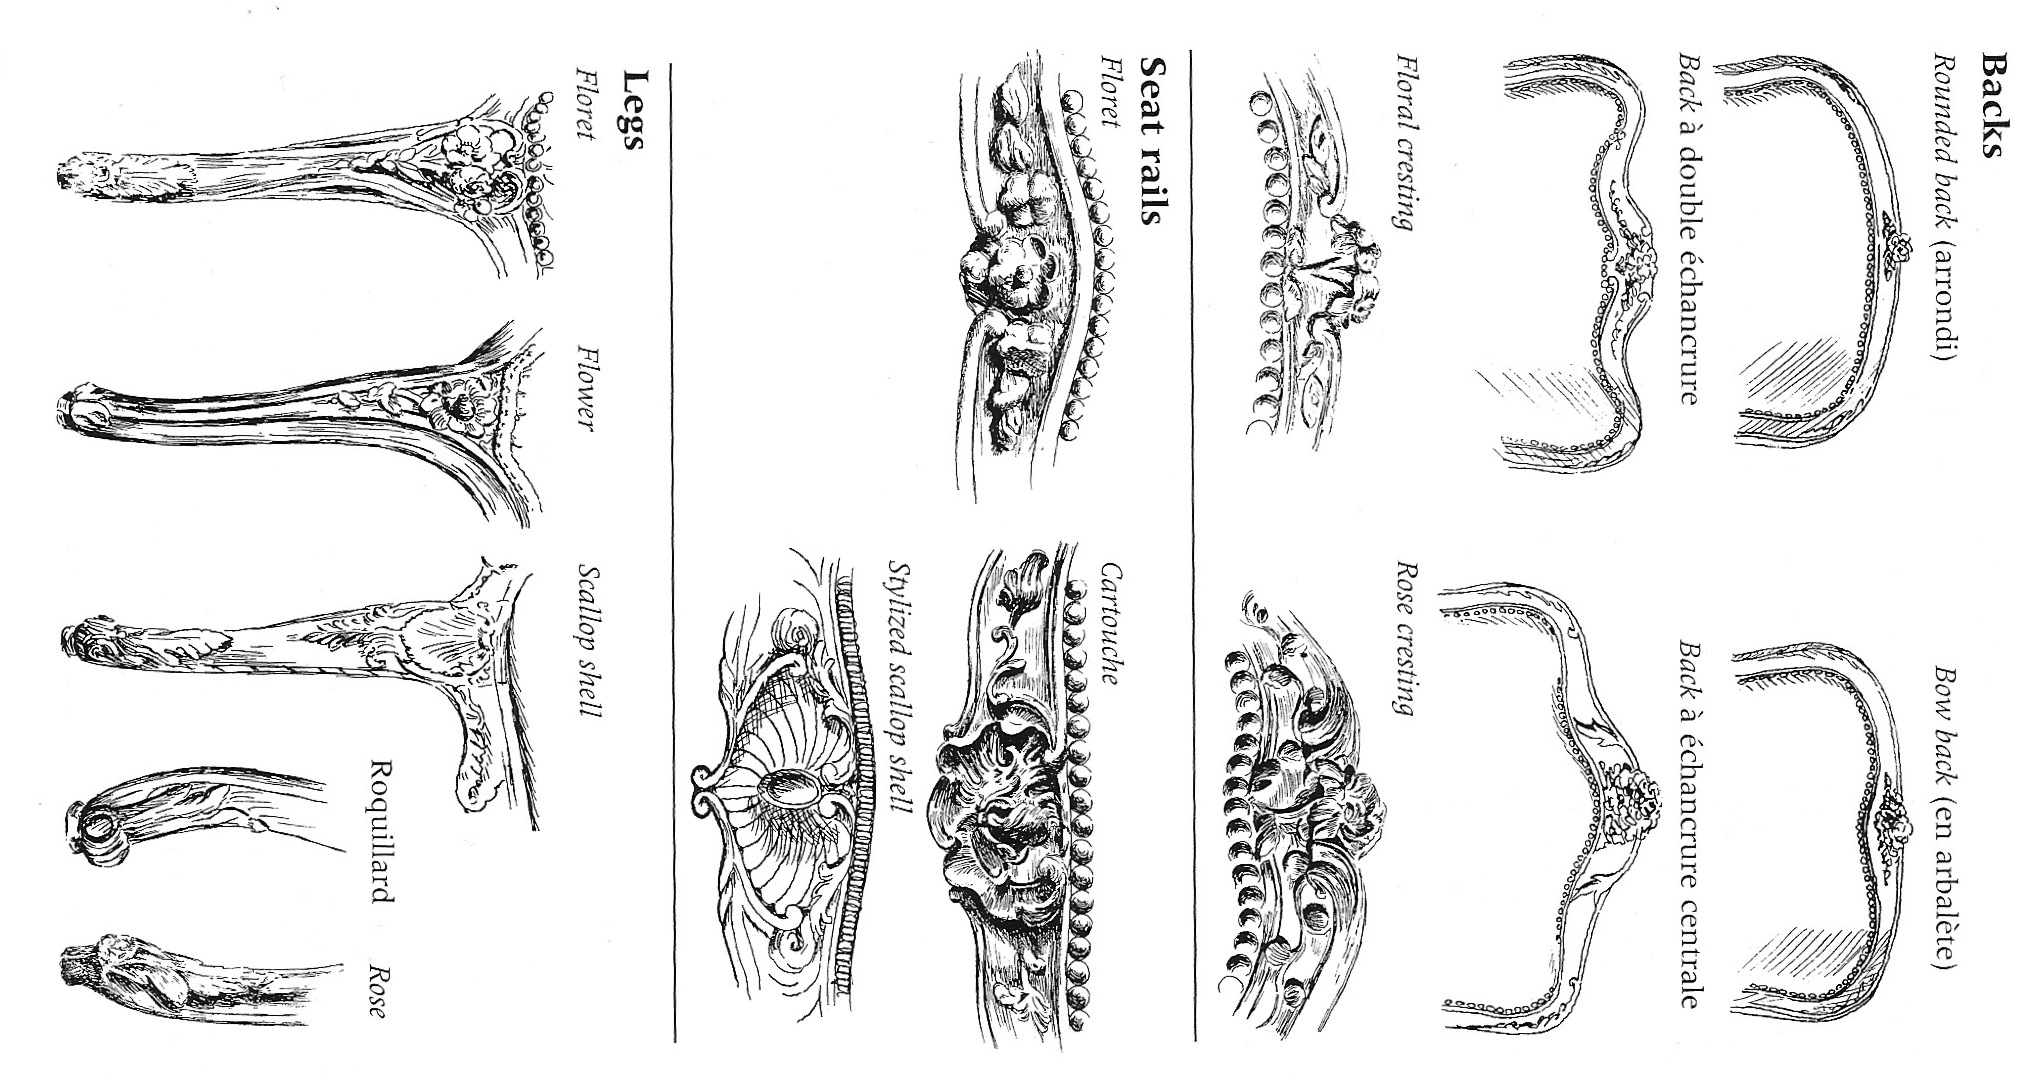 Backs
Rounded back (arrondi)
Bow back (en arbalète)
Back à double échancrure
Back à échancrure centrale
Floral cresting
Rose cresting
Seat rails
Floret
Cartouche
Stylized scallop shell
Legs
Floret
Flower
Scallop shell
Roquillard
Rose